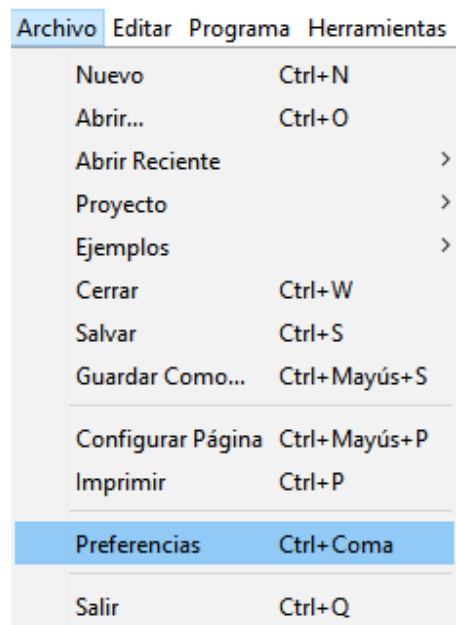 Archivo Editar Programa Herramientas
Nuevo Ctrl+N
Abrir... Ctrl+O
Abrir Reciente
Proyecto
Ejemplos
Cerrar Ctrl+W
Salvar Ctrl+S
Guardar Como... Ctrl+Mayús+S
Configurar Página Ctrl+Mayús+P
Imprimir Ctrl+P
Preferencias Ctrl+Coma
Salir Ctrl+Q